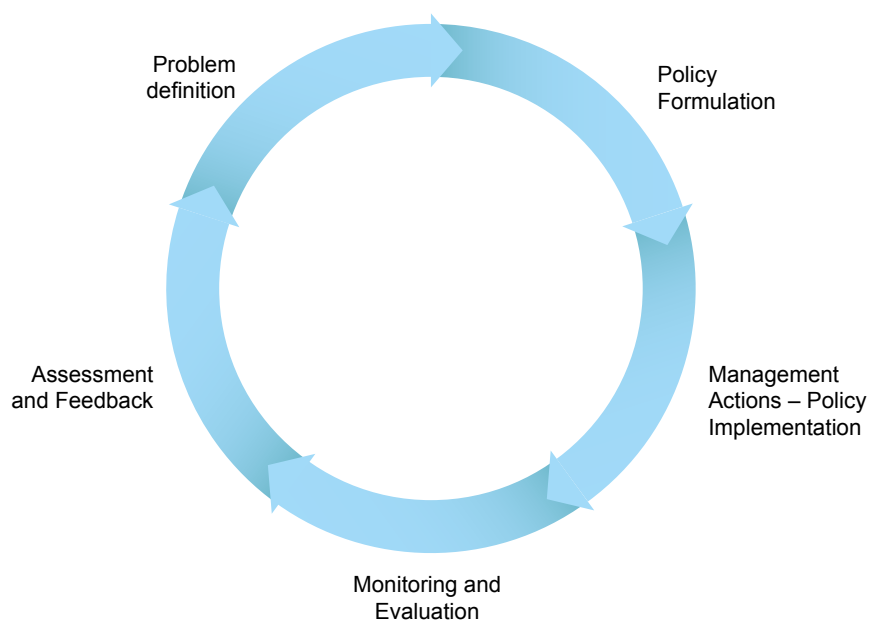 Problem
definition
Policy
Formulation
Management
Actions – Policy
Implementation
Monitoring and
Evaluation
Assessment
and Feedback